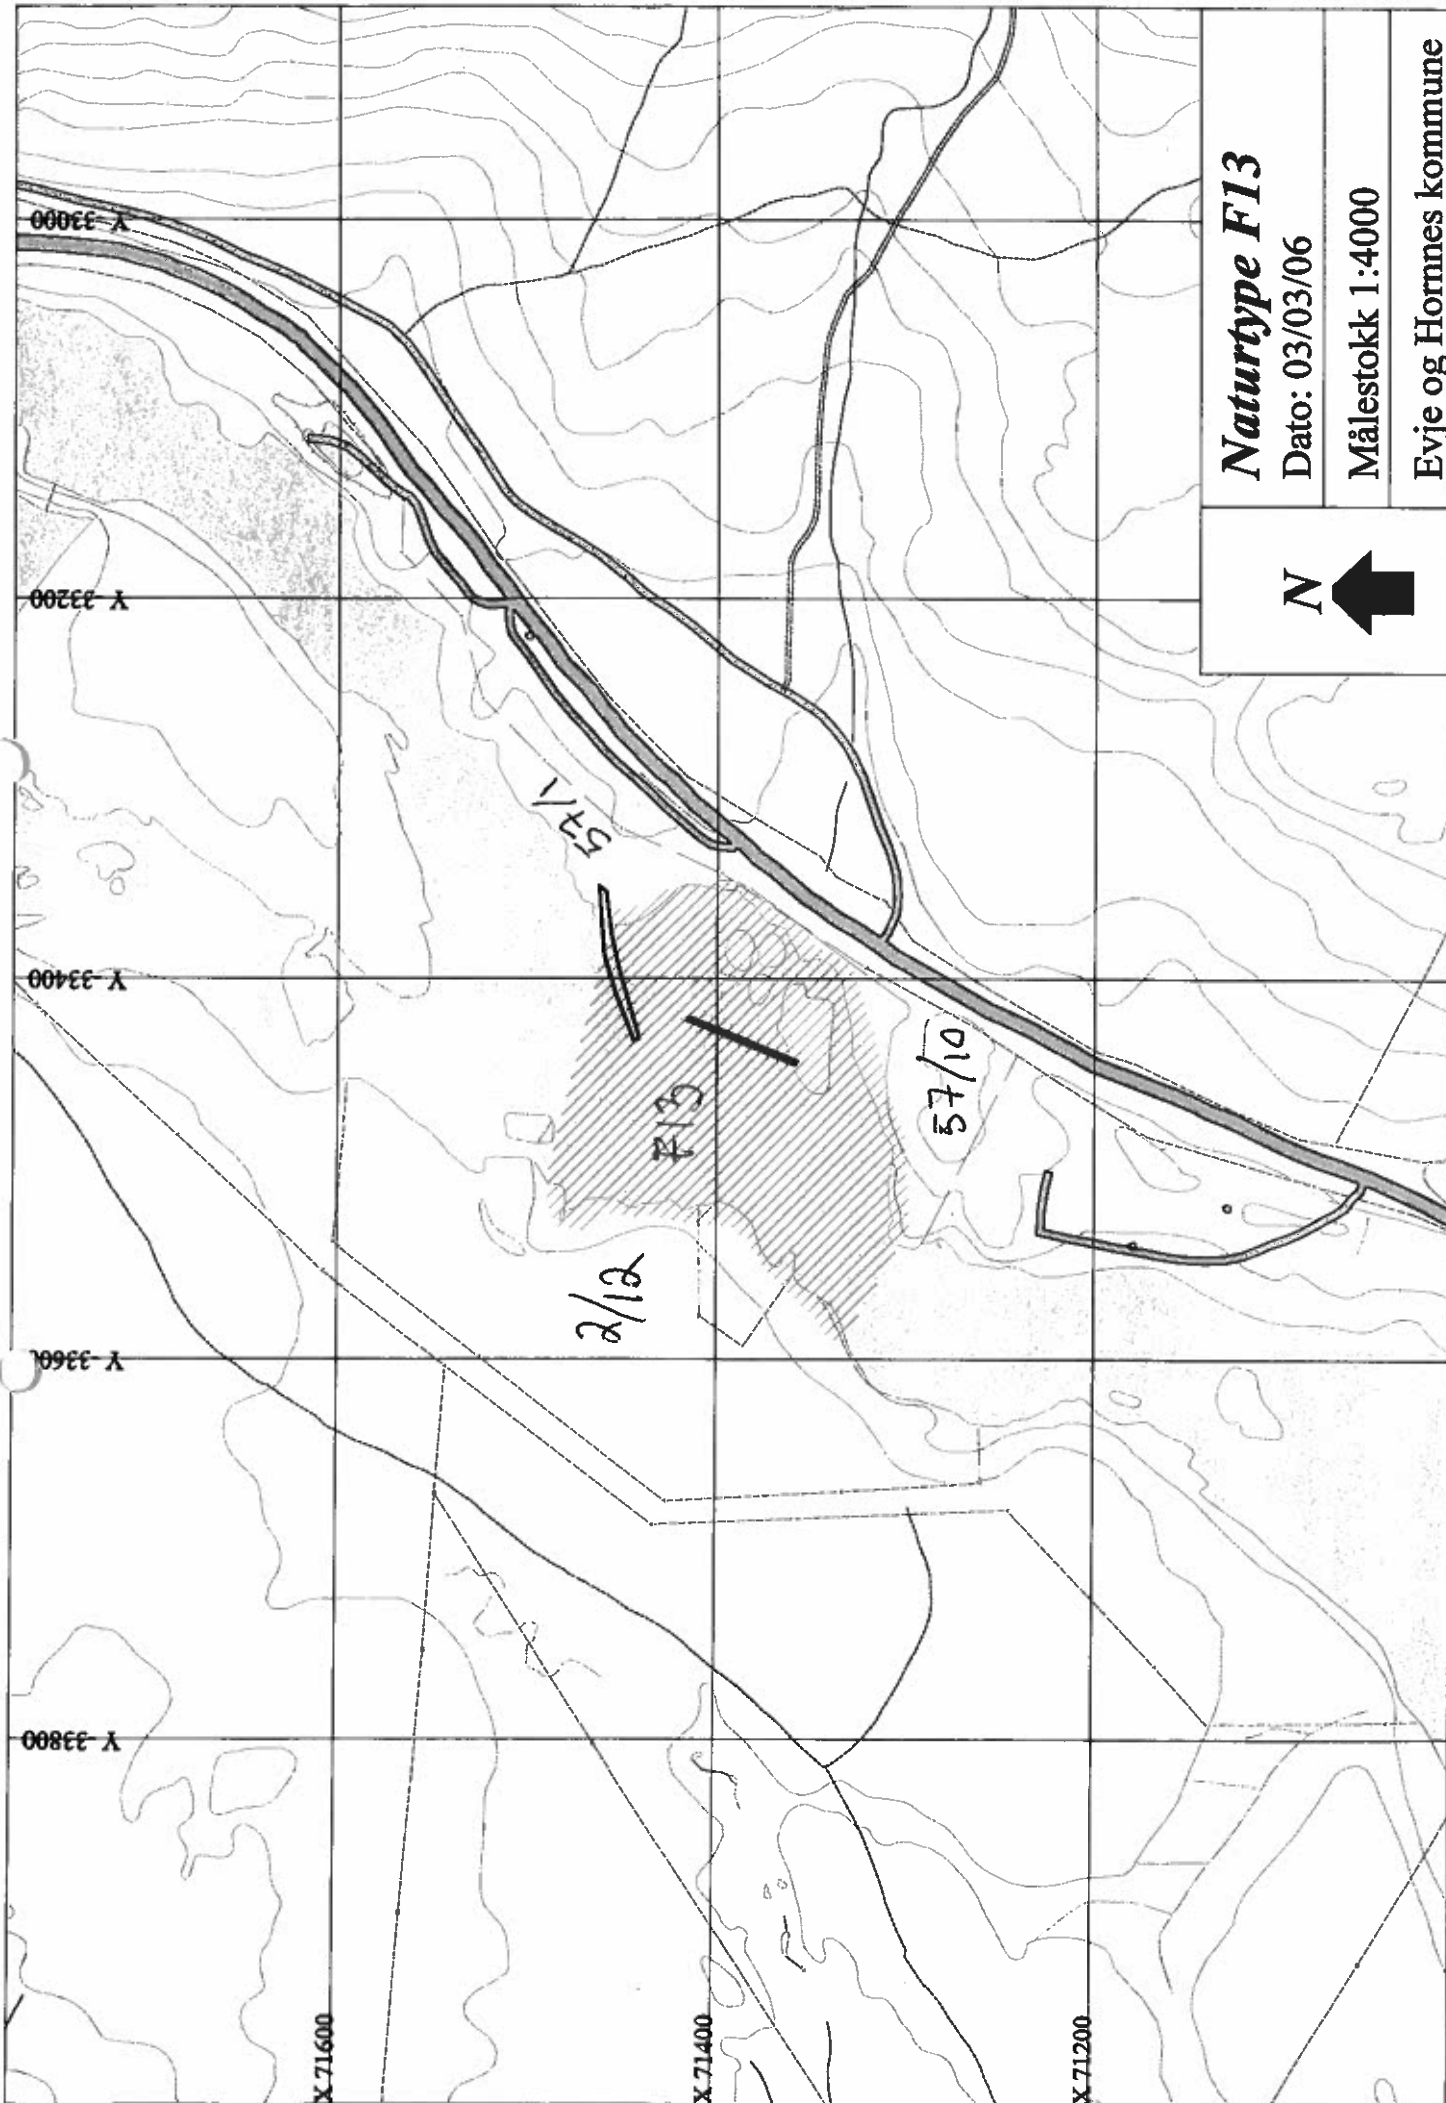 Y -33800
Y -3360
Y -33400
Y -33200
Y -33000
X 71600
X 71400
X 71200
57/1
F13
2/12
57/10
N
Naturtype F13
Dato: 03/03/06
Målestokk 1:4000
Evje og Hornnes kommune